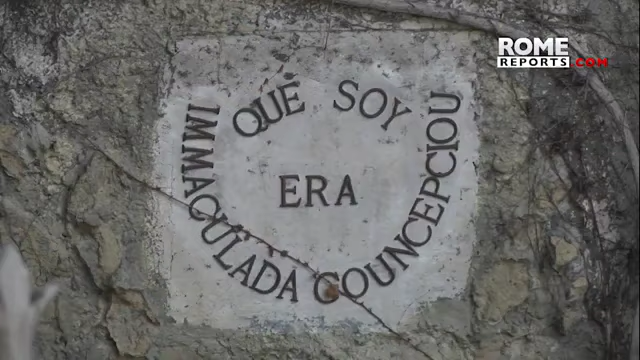 ROME
REPORTS.COM
QUÉ SOY
ERA
IMMACULADA COUNCEPCIOU